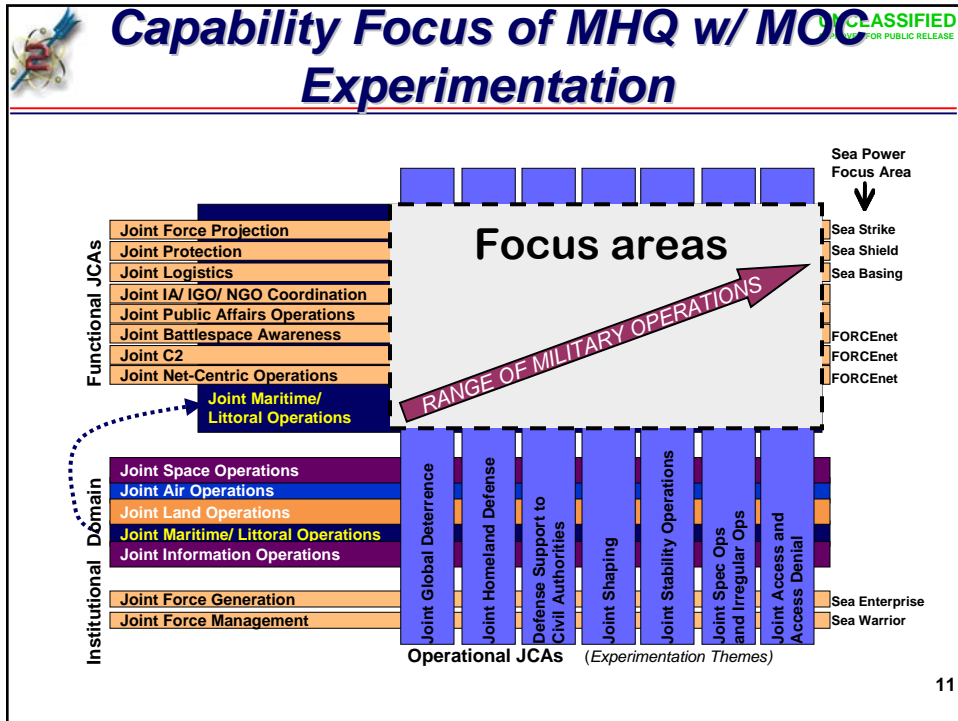 Capability Focus of MHQ w/ MOC
Experimentation
UNCLASSIFIED
APPROVED FOR PUBLIC RELEASE
Sea Power
Focus Area
Functional JCAs
Joint Force Projection
Joint Protection
Joint Logistics
Joint IA/ IGO/ NGO Coordination
Joint Public Affairs Operations
Joint Battlespace Awareness
Joint C2
Joint Net-Centric Operations
Joint Maritime/
Littoral Operations
Focus areas
RANGE OF MILITARY OPERATIONS
Sea Strike
Sea Shield
Sea Basing
FORCEnet
FORCEnet
FORCEnet
Institutional Domain
Joint Space Operations
Joint Air Operations
Joint Land Operations
Joint Maritime/ Littoral Operations
Joint Information Operations
Joint Force Generation
Joint Force Management
Joint Global Deterrence
Joint Homeland Defense
Defense Support to
Civil Authorities
Joint Shaping
Joint Stability Operations
Joint Spec Ops
and Irregular Ops
Joint Access and
Access Denial
Sea Enterprise
Sea Warrior
Operational JCAs (Experimentation Themes)
11